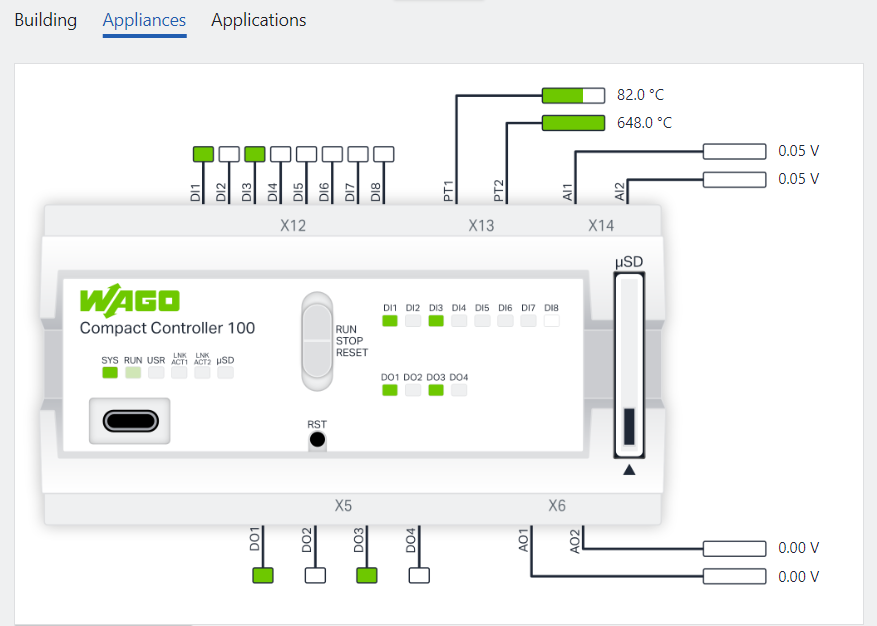 Building Appliances Applications
82.0 °C
648.0 °C
0.05 V
0.05 V
DI1 DI2 DI3 DI4 DI5 DI6 DI7 DI8 PT1 PT2 AI1 AI2
X12 X13 X14
µSD
WAGO
Compact Controller 100
DI1 DI2 DI3 DI4 DI5 DI6 DI7 DI8
RUN
STOP
RESET
SYS RUN USR LNK ACT1 LNK ACT2 µSD
DO1 DO2 DO3 DO4
RST
X5 X6
DO1 DO2 DO3 DO4 AO1 AO2
0.00 V
0.00 V